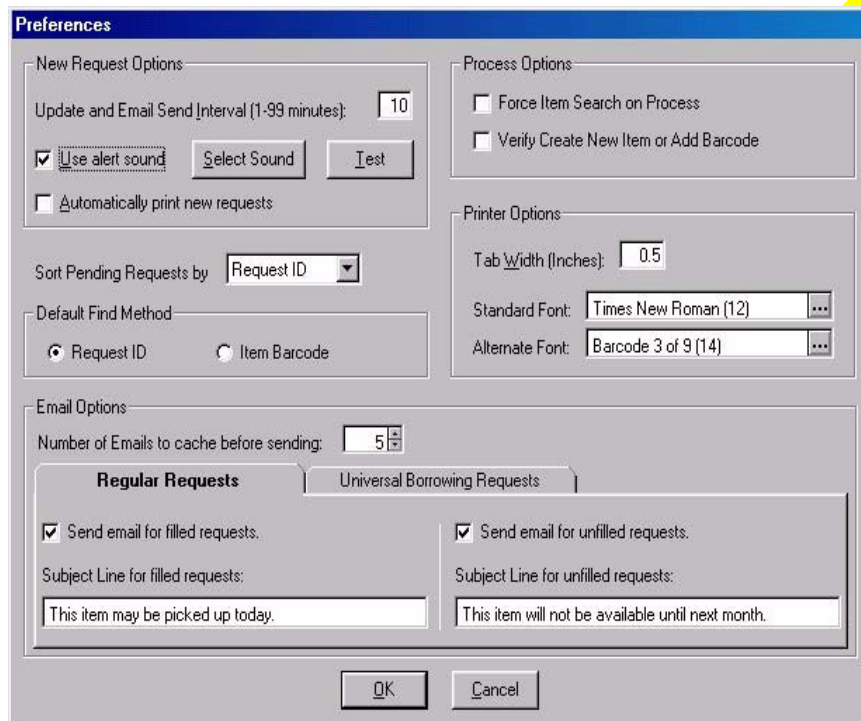 Preferences
New Request Options
Update and Email Send Interval (1-99 minutes): 10
Use alert sound
Select Sound
Test
Automatically print new requests
Sort Pending Requests by Request ID
Default Find Method
Request ID
Item Barcode
Process Options
Force Item Search on Process
Verify Create New Item or Add Barcode
Printer Options
Tab Width (Inches): 0.5
Standard Font: Times New Roman (12) ...
Alternate Font: Barcode 3 of 9 (14) ...
Email Options
Number of Emails to cache before sending: 5
Regular Requests
Universal Borrowing Requests
Send email for filled requests.
Subject Line for filled requests:
This item may be picked up today.
Send email for unfilled requests.
Subject Line for unfilled requests:
This item will not be available until next month.
OK
Cancel